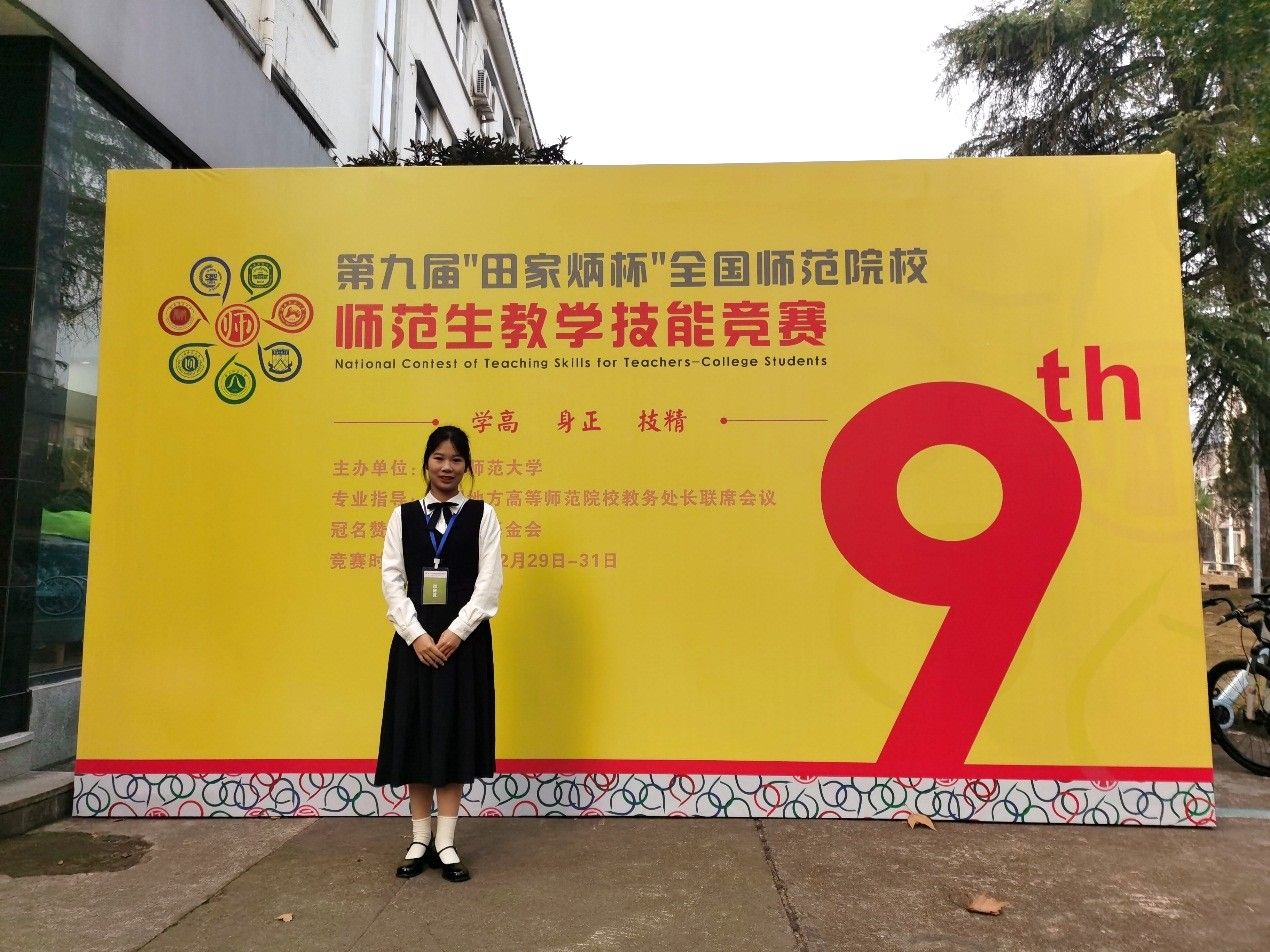 第九届"田家炳杯"全国师范院校
师范生教学技能竞赛
National Contest of Teaching Skills for Teachers-College Students
9th
学高 身正 技精
主办单位: 师范大学
专业指导 地方高等师范院校教务处长联席会议
冠名赞 金会
竞赛时 2月29日-31日